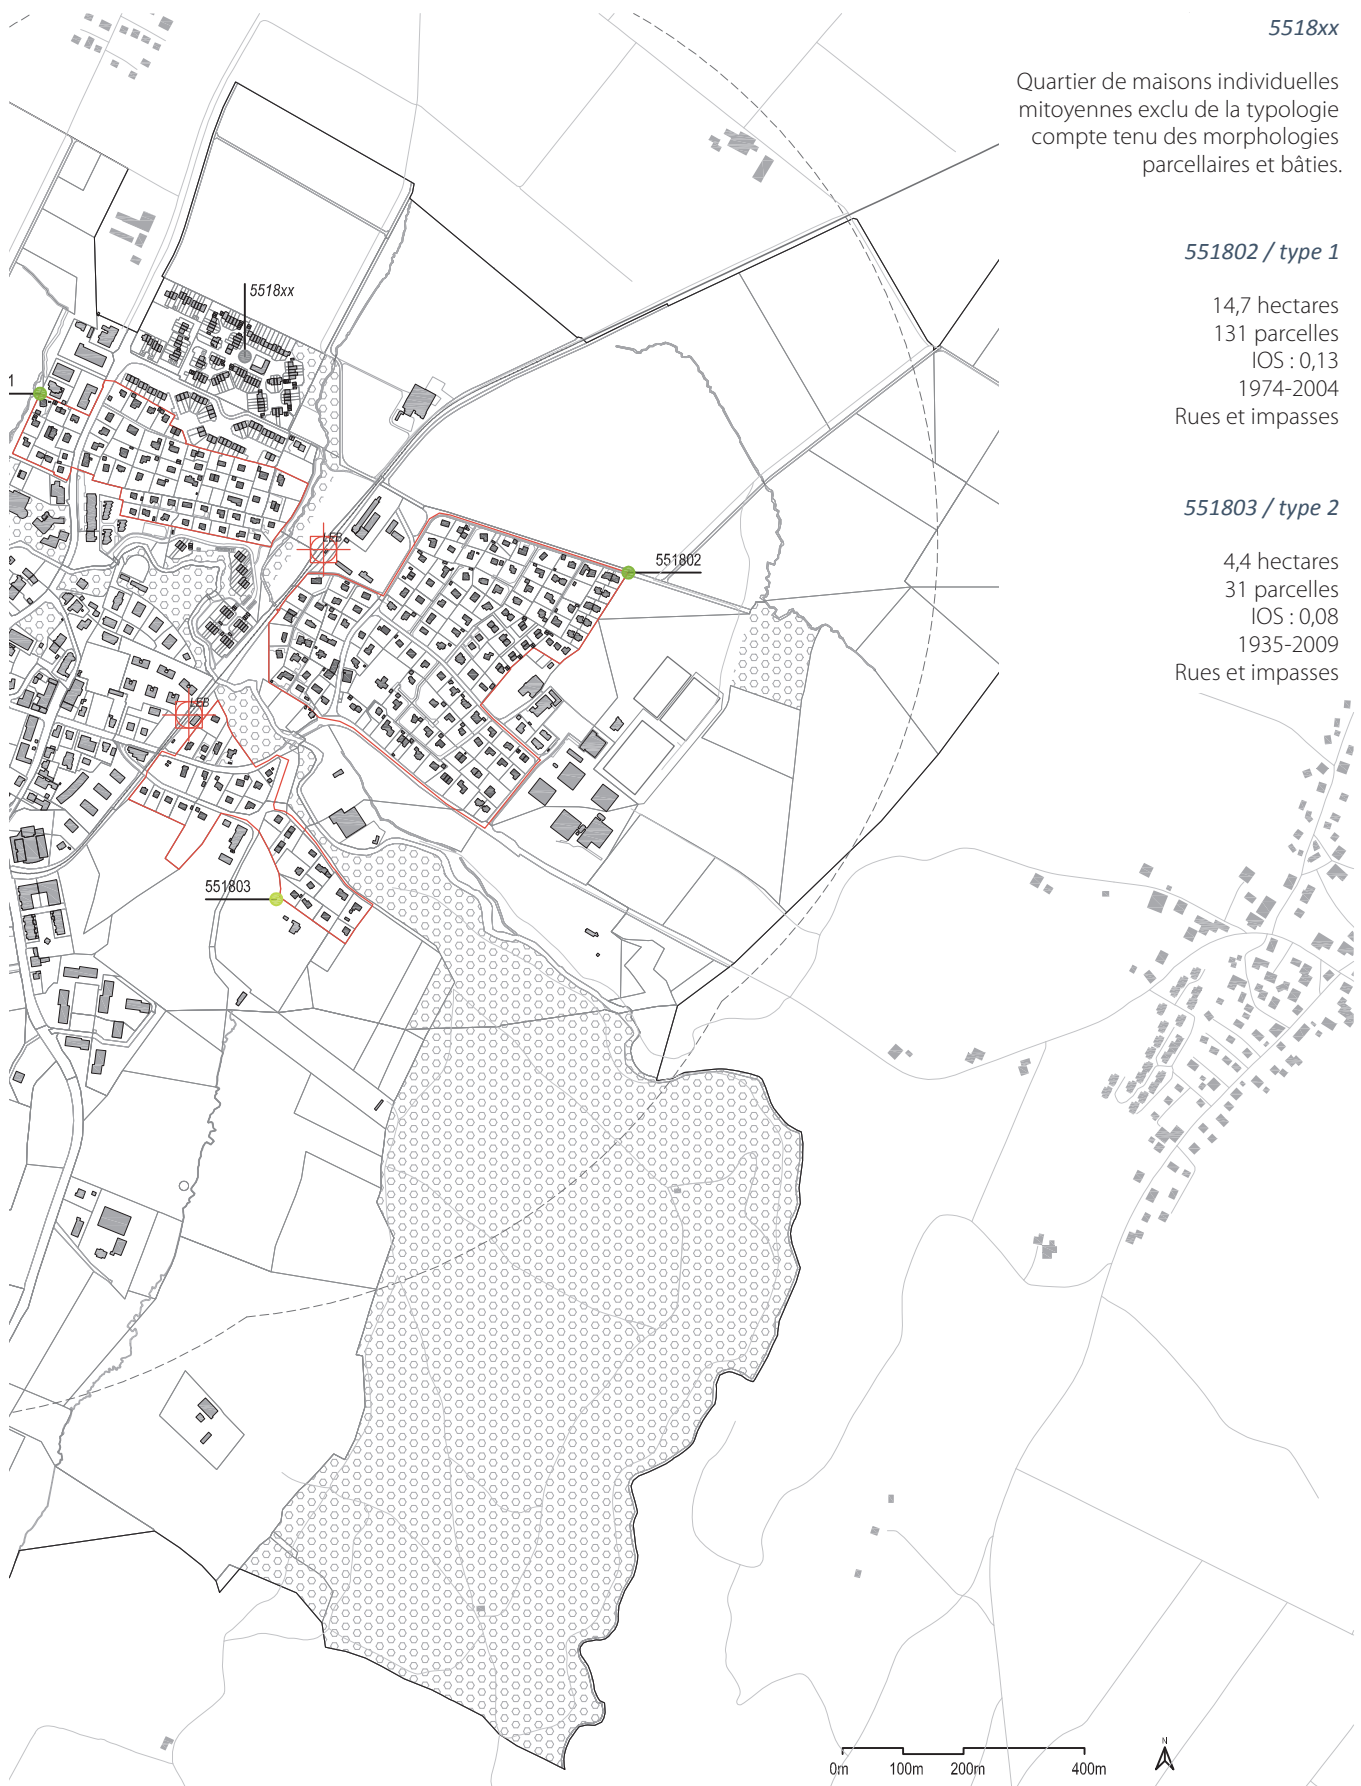 5518xx
Quartier de maisons individuelles
mitoyennes exclu de la typologie
compte tenu des morphologies
parcellaires et bâties.
551802 / type 1
14,7 hectares
131 parcelles
IOS : 0,13
1974-2004
Rues et impasses
551803 / type 2
4,4 hectares
31 parcelles
IOS : 0,08
1935-2009
Rues et impasses
5518xx
1
LEB
551802
LEB
551803
N
0m 100m 200m 400m